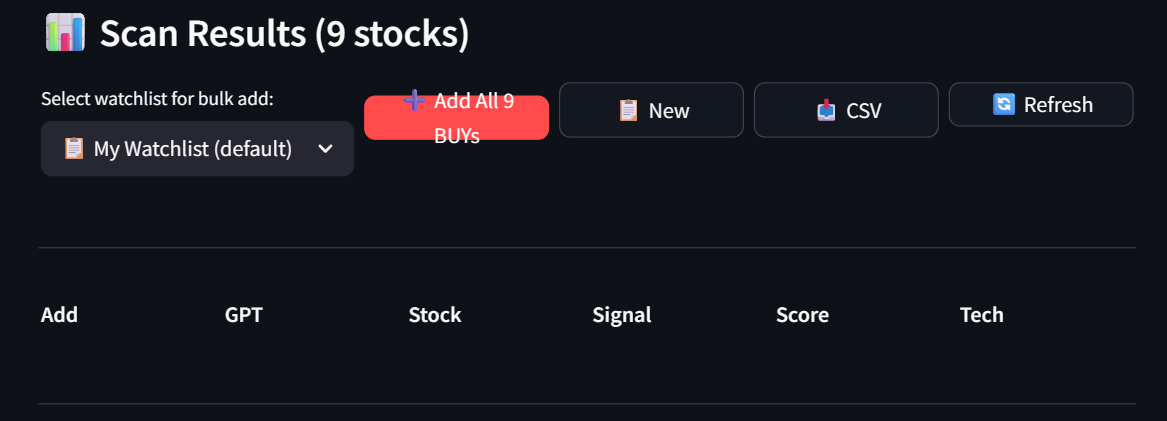 Scan Results (9 stocks)
Select watchlist for bulk add:
My Watchlist (default)
Add All 9
BUYs
New
CSV
Refresh
Add GPT Stock Signal Score Tech